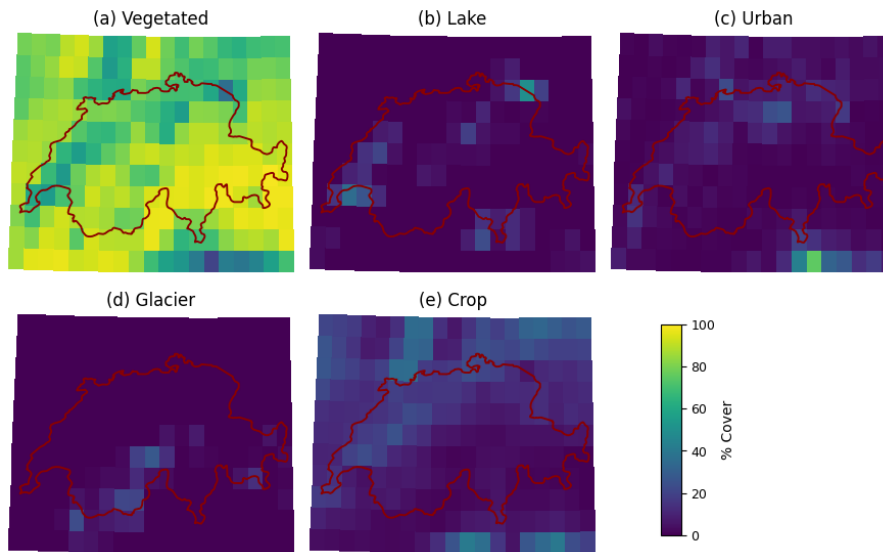 (a) Vegetated
(b) Lake
(c) Urban
(d) Glacier
(e) Crop
100
80
60
40
20
0
% Cover